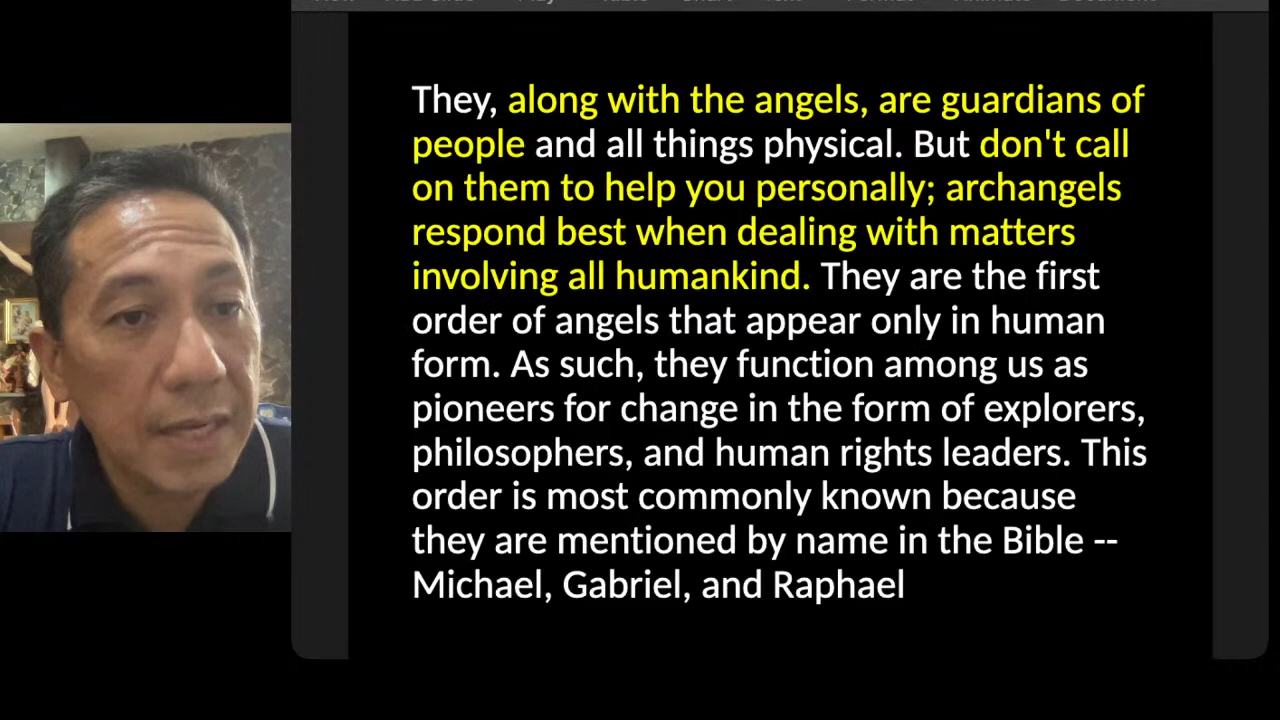 They, along with the angels, are guardians of
people and all things physical. But don't call
on them to help you personally; archangels
respond best when dealing with matters
involving all humankind. They are the first
order of angels that appear only in human
form. As such, they function among us as
pioneers for change in the form of explorers,
philosophers, and human rights leaders. This
order is most commonly known because
they are mentioned by name in the Bible --
Michael, Gabriel, and Raphael